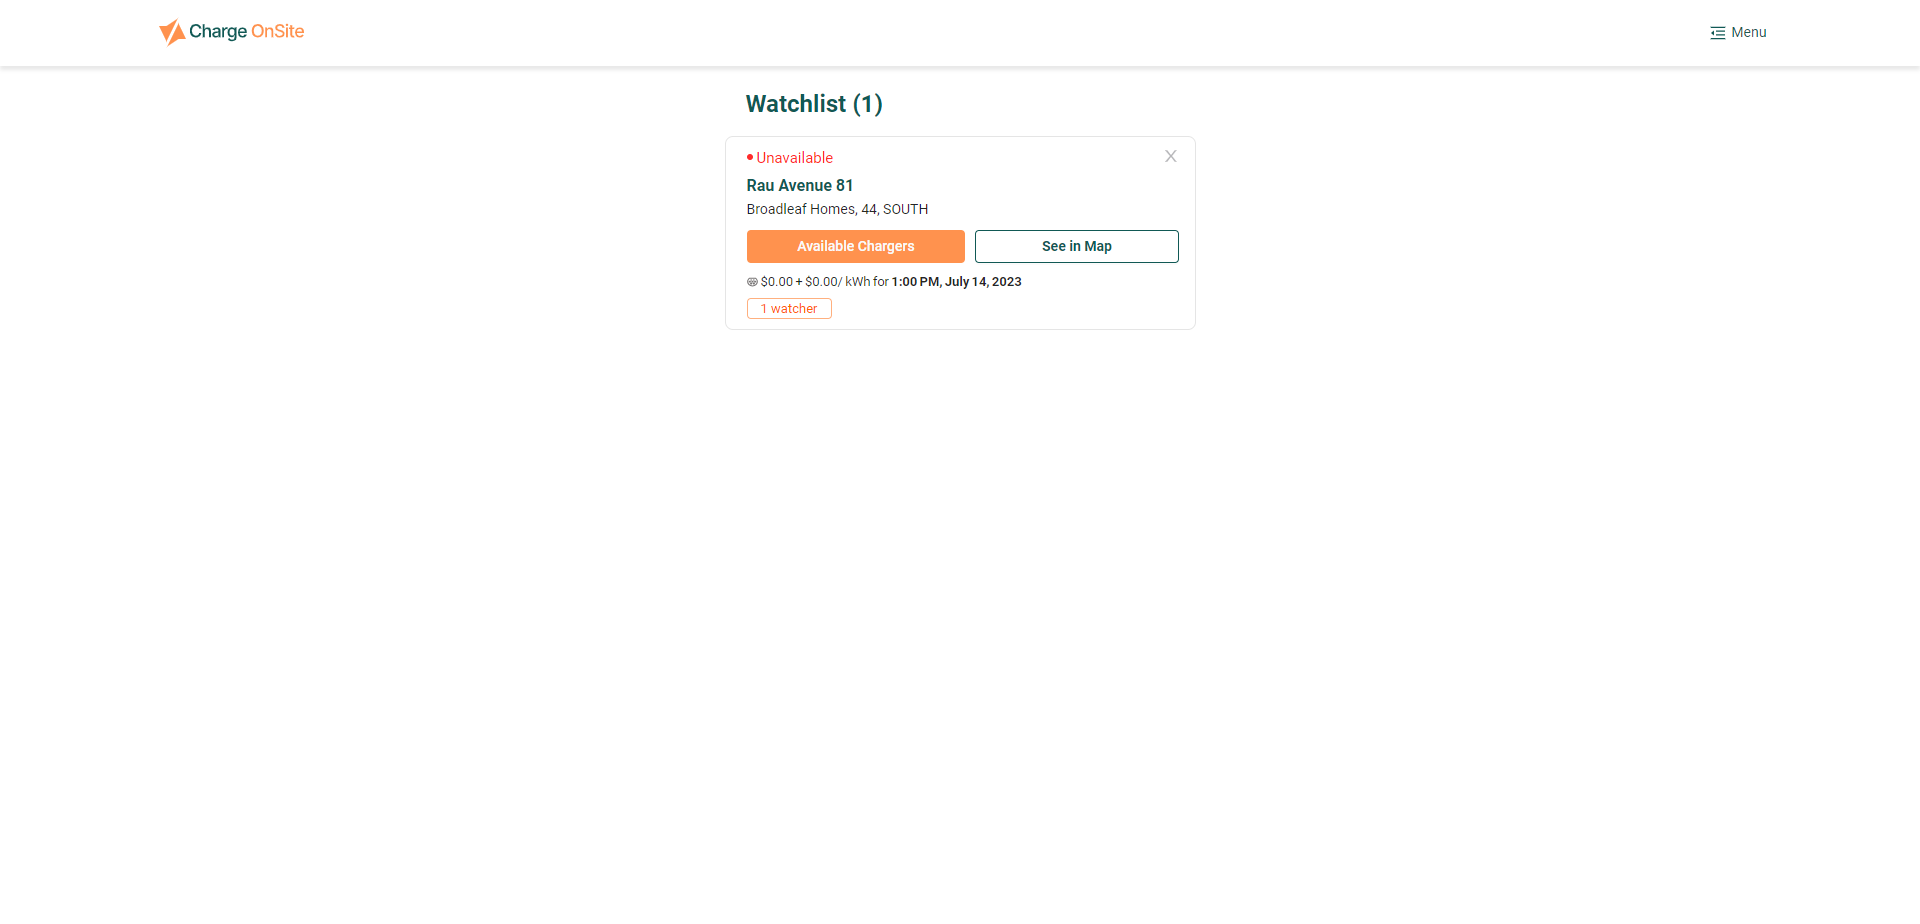 Charge OnSite
Menu
Watchlist (1)
Unavailable
X
Rau Avenue 81
Broadleaf Homes, 44, SOUTH
Available Chargers
See in Map
$0.00 + $0.00/ kWh for 1:00 PM, July 14, 2023
1 watcher